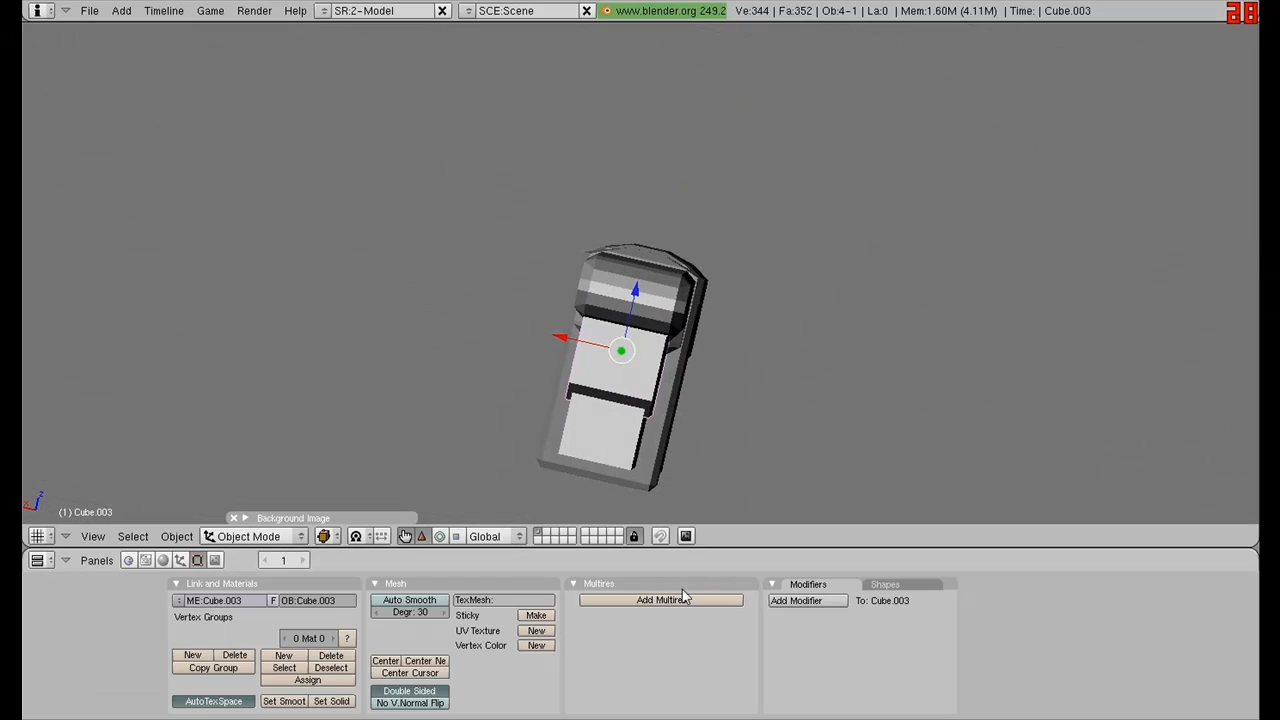 File Add Timeline Game Render Help SR:2-Model SCE:Scene www.blender.org 249.2 Ve:344 | Fa:352 | Ob:4-1 | La:0 | Mem:1.60M (4.11M) | Time: | Cube.003 28
(1) Cube.003
x z
Background Image
View Select Object Object Mode Global
Panels 1
Link and Materials Mesh Multires Modifiers Shapes
ME:Cube.003 F OB:Cube.003 Auto Smooth TexMesh: Add Multires Add Modifier To: Cube.003
Degr: 30
Vertex Groups Sticky Make
0 Mat 0 ? UV Texture New
Vertex Color New
New Delete New Delete Center Center Ne
Copy Group Select Deselect Center Cursor
Assign
Double Sided
AutoTexSpace Set Smoot Set Solid No V.Normal Flip